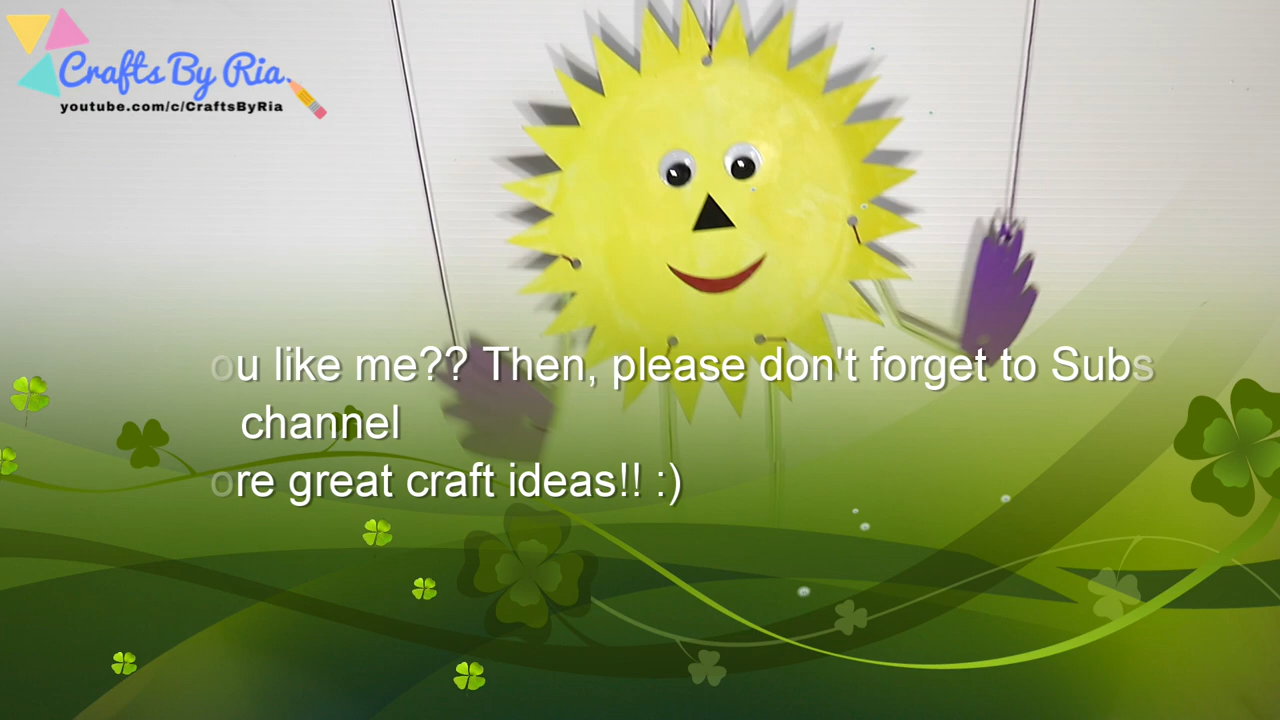 Crafts By Ria
youtube.com/c/CraftsByRia
ou like me?? Then, please don't forget to Subs
channel
ore great craft ideas!! :)